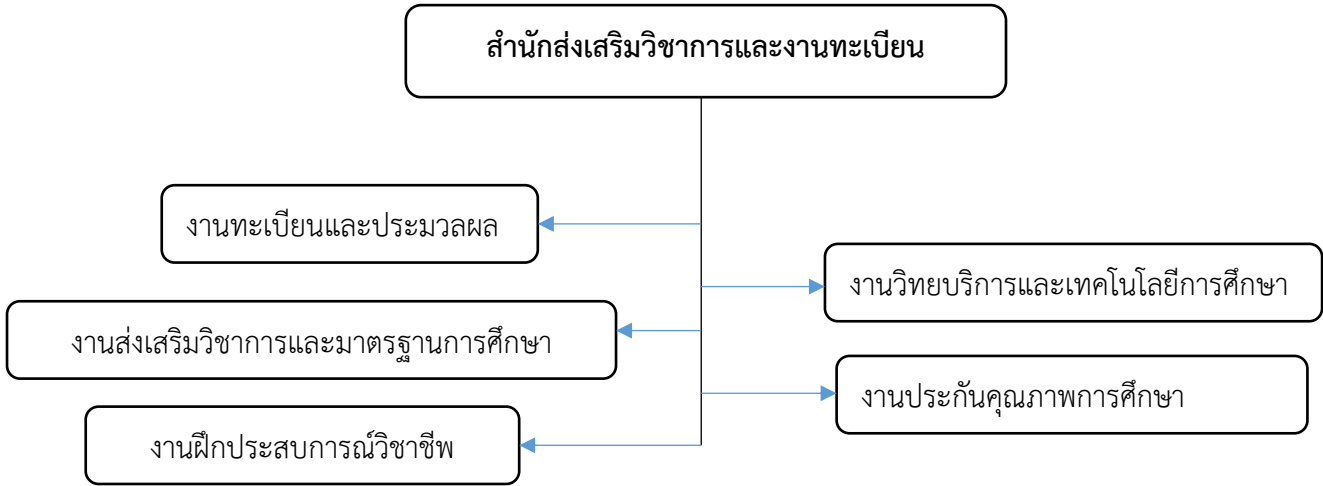 สำนักส่งเสริมวิชาการและงานทะเบียน
งานทะเบียนและประมวลผล
งานวิทยบริการและเทคโนโลยีการศึกษา
งานส่งเสริมวิชาการและมาตรฐานการศึกษา
งานประกันคุณภาพการศึกษา
งานฝึกประสบการณ์วิชาชีพ